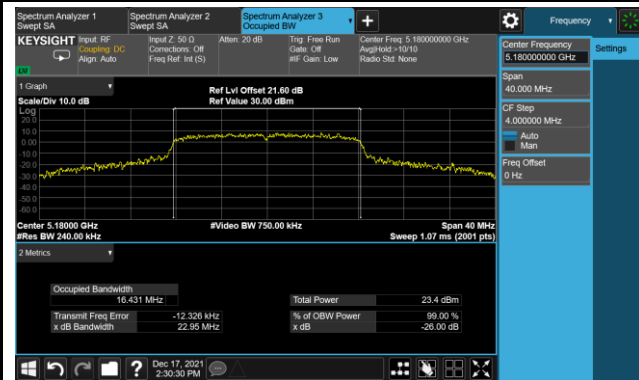 Spectrum Analyzer 1
Swept SA
Spectrum Analyzer 2
Swept SA
Spectrum Analyzer 3
Occupied BW
Frequency
KEYSIGHT
Input: RF
Coupling: DC
Align: Auto
Input Z: 50 Ω
Corrections: Off
Freq Ref: Int (S)
Atten: 20 dB
Trig: Free Run
Gate: Off
#IF Gain: Low
Center Freq: 5.180000000 GHz
Avg|Hold:>10/10
Radio Std: None
Center Frequency
5.180000000 GHz
Settings
Span
40.000 MHz
CF Step
4.000000 MHz
Auto
Man
Freq Offset
0 Hz
1 Graph
Scale/Div 10.0 dB
Ref Lvl Offset 21.60 dB
Ref Value 30.00 dBm
Log
20.0
10.0
0.00
-10.0
-20.0
-30.0
-40.0
-50.0
-60.0
Center 5.18000 GHz
#Res BW 240.00 kHz
#Video BW 750.00 kHz
Span 40 MHz
Sweep 1.07 ms (2001 pts)
2 Metrics
Occupied Bandwidth
16.431 MHz
Total Power
23.4 dBm
Transmit Freq Error
-12.326 kHz
% of OBW Power
99.00 %
x dB Bandwidth
22.95 MHz
x dB
-26.00 dB
?
Dec 17, 2021
2:30:30 PM